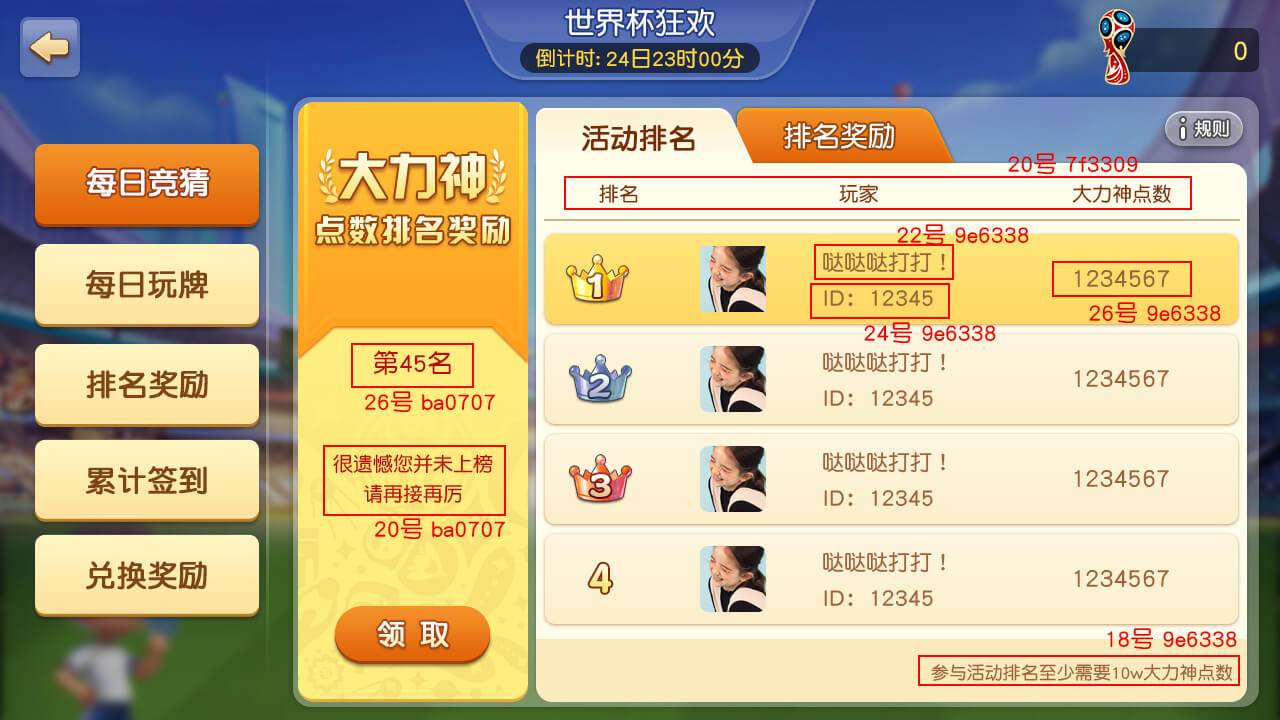 世界杯狂欢
倒计时: 24日23时00分
0
每日竞猜
每日玩牌
排名奖励
累计签到
兑换奖励
大力神
点数排名奖励
第45名
26号 ba0707
很遗憾您并未上榜
请再接再厉
20号 ba0707
领 取
活动排名
排名奖励
i 规则
20号 7f3309
排名 玩家 大力神点数
22号 9e6338
1
哒哒哒打打！
ID： 12345
1234567
26号 9e6338
24号 9e6338
2
哒哒哒打打！
ID： 12345
1234567
3
哒哒哒打打！
ID： 12345
1234567
4
哒哒哒打打！
ID： 12345
1234567
18号 9e6338
参与活动排名至少需要10w大力神点数